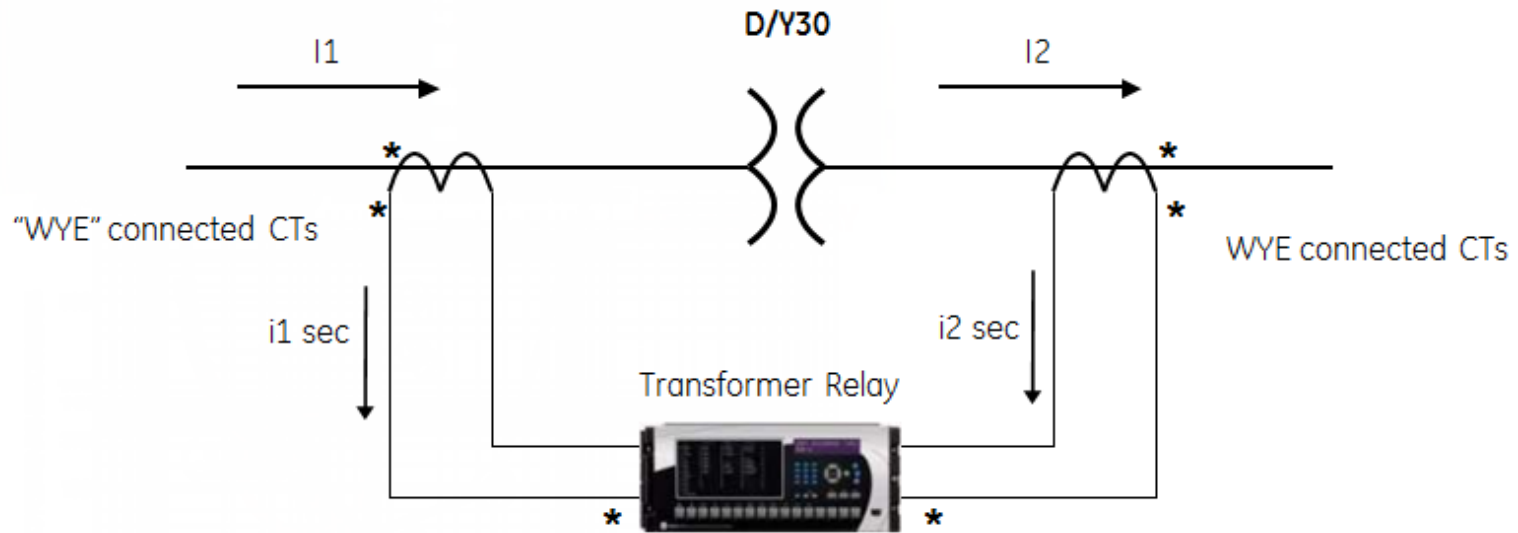 D/Y30
I1
I2
*
*
*
*
"WYE" connected CTs
WYE connected CTs
i1 sec
i2 sec
Transformer Relay
*
*